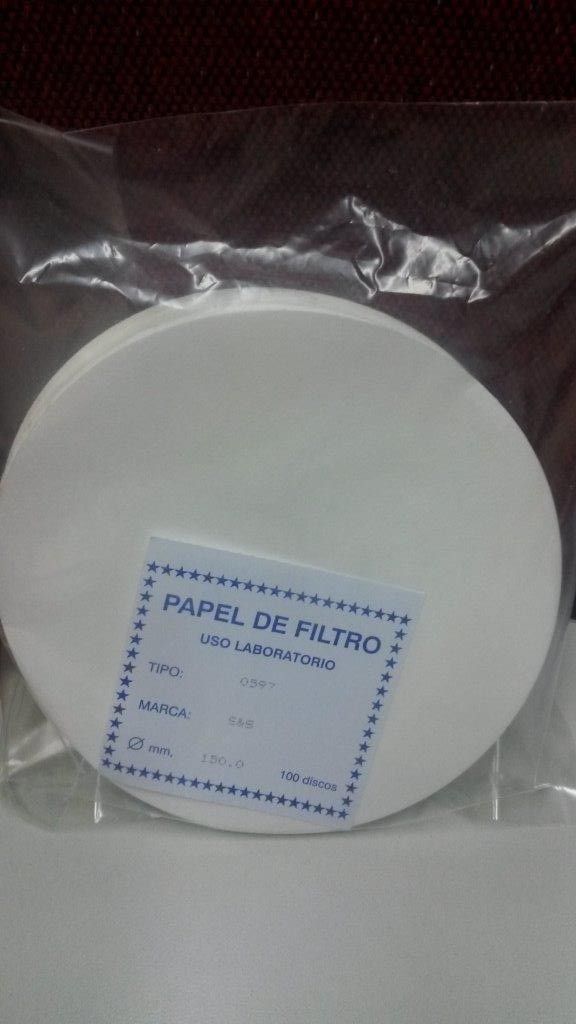 PAPEL DE FILTRO
USO LABORATORIO
TIPO: 0597
MARCA: S&S
Ø mm. 150.0
100 discos